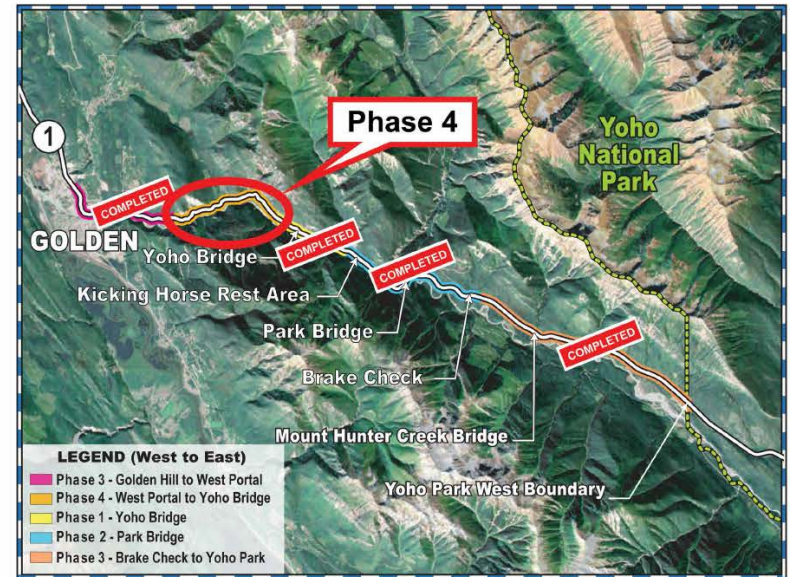 Phase 4
Yoho
National
Park
1
COMPLETED
GOLDEN
Yoho Bridge
COMPLETED
Kicking Horse Rest Area
COMPLETED
Park Bridge
COMPLETED
Brake Check
Mount Hunter Creek Bridge
Yoho Park West Boundary
LEGEND (West to East)
Phase 3 - Golden Hill to West Portal
Phase 4 - West Portal to Yoho Bridge
Phase 1 - Yoho Bridge
Phase 2 - Park Bridge
Phase 3 - Brake Check to Yoho Park